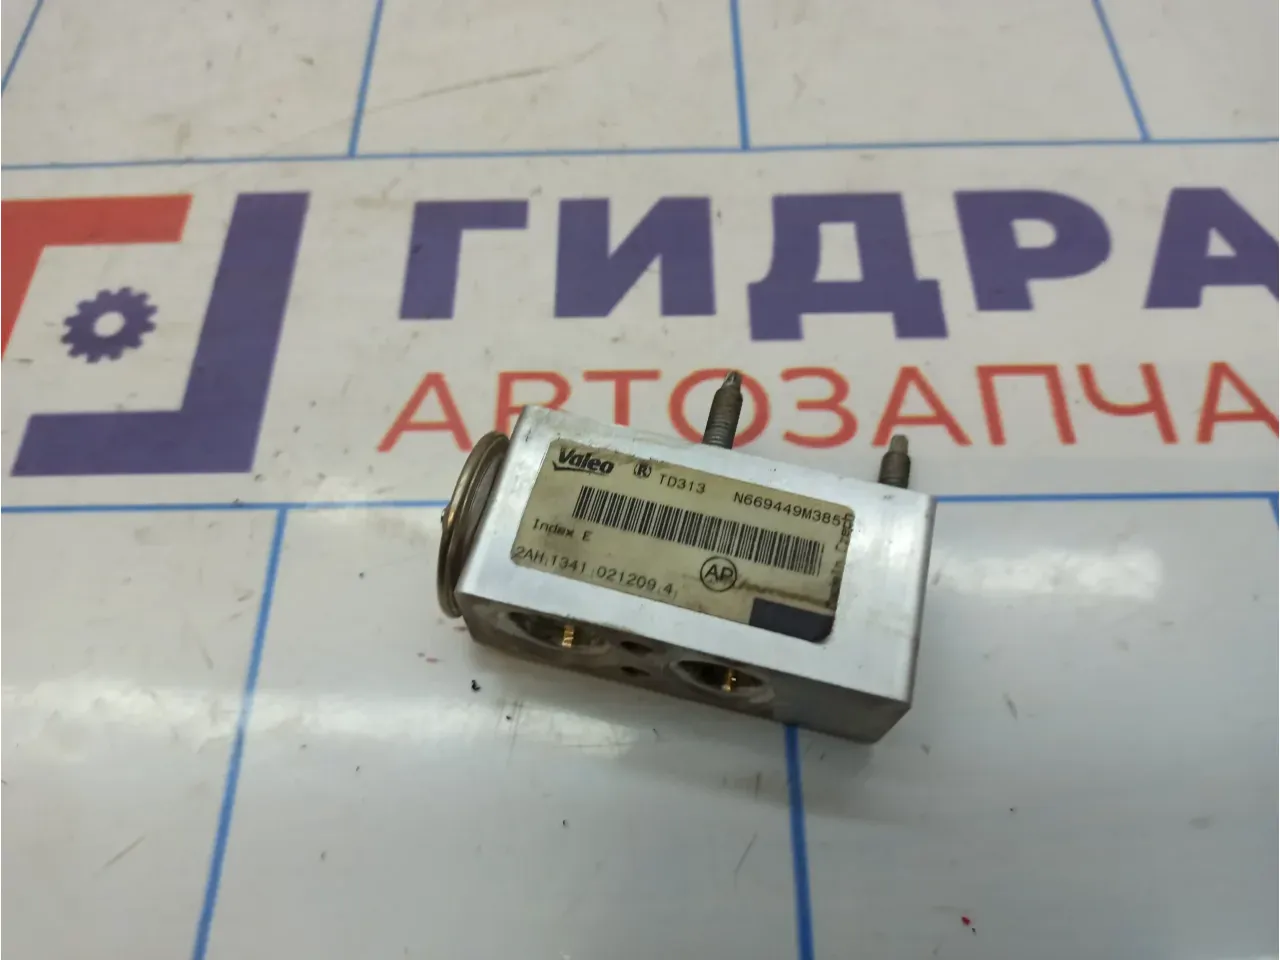 ГИДРА
АВТОЗАПЧА
Valeo ® TD313 N669449M385
Index E
2AH 1341 021209 4
AP